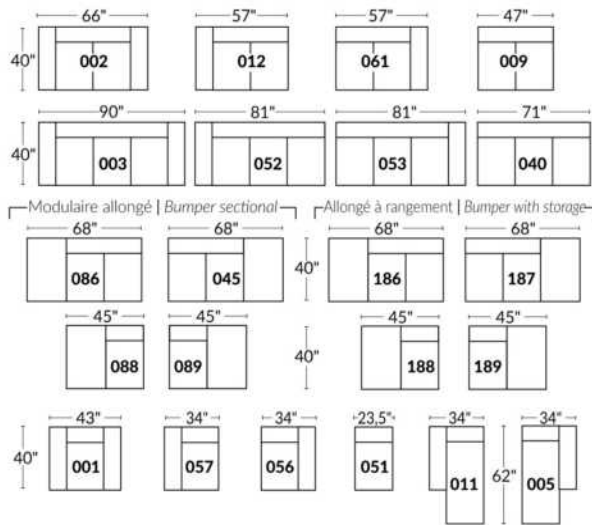 66" 57" 57" 47"
40" 002 012 061 009
90" 81" 81" 71"
40" 003 052 053 040
Modulaire allongé | Bumper sectional Allongé à rangement | Bumper with storage
68" 68" 68" 68"
086 045 40" 186 187
45" 45" 45" 45"
088 089 40" 188 189
43" 34" 34" 23,5" 34" 34"
40" 001 057 056 051 011 62" 005